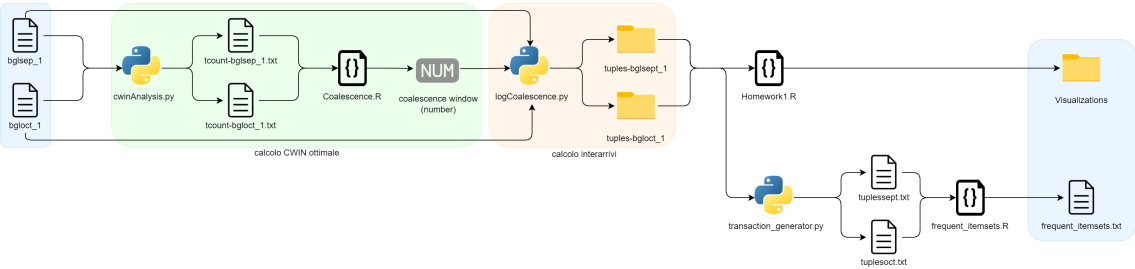 bglsep_1
bgloct_1
cwinAnalysis.py
tcount-bglsep_1.txt
tcount-bgloct_1.txt
{}
Coalescence.R
NUM
coalescence window
(number)
calcolo CWIN ottimale
logCoalescence.py
tuples-bglsept_1
tuples-bgloct_1
calcolo interarrivi
{}
Homework1.R
Visualizations
transaction_generator.py
tuplessept.txt
tuplesoct.txt
{}
frequent_itemsets.R
frequent_itemsets.txt